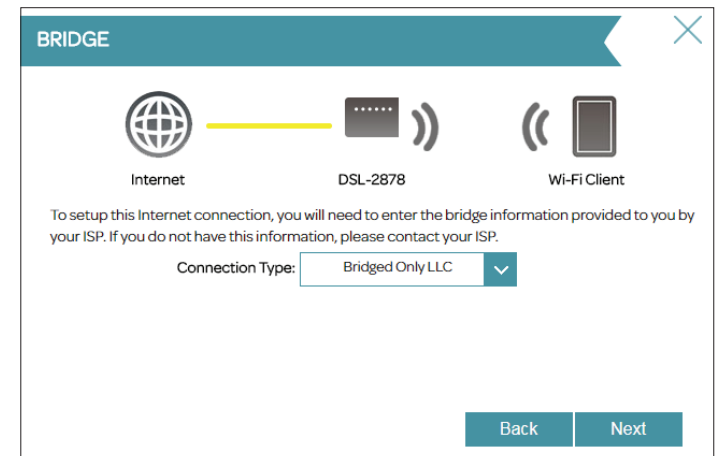 BRIDGE
Internet
DSL-2878
Wi-Fi Client
To setup this Internet connection, you will need to enter the bridge information provided to you by
your ISP. If you do not have this information, please contact your ISP.
Connection Type: Bridged Only LLC
Back Next